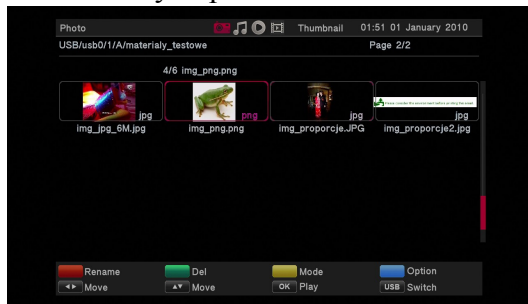 Photo Thumbnail 01:51 01 January 2010
USB/usb0/1/A/materialy_testowe Page 2/2
4/6 img_png.png
jpg png jpg jpg
img_jpg_6M.jpg img_png.png img_proporcje.JPG img_proporcje2.jpg
Rename Del Mode Option
Move Move OK Play USB Switch